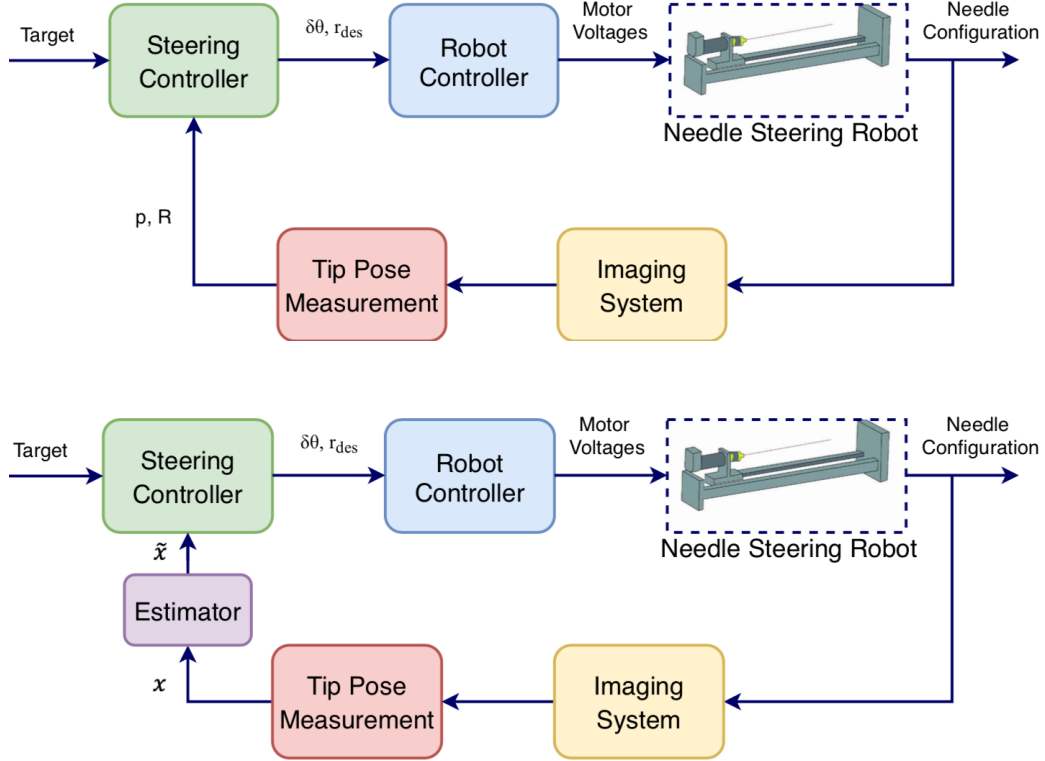 Target
Steering
Controller
δθ, r_des
Robot
Controller
Motor
Voltages
Needle Steering Robot
Needle
Configuration
p, R
Tip Pose
Measurement
Imaging
System
Target
Steering
Controller
δθ, r_des
Robot
Controller
Motor
Voltages
Needle Steering Robot
Needle
Configuration
x̃
Estimator
x
Tip Pose
Measurement
Imaging
System